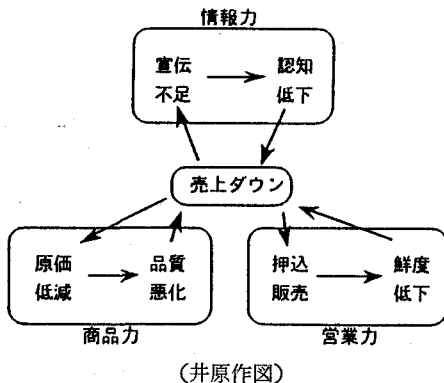 情報力
宣伝
不足
認知
低下
売上ダウン
原価
低減
品質
悪化
商品力
押込
販売
鮮度
低下
営業力
(井原作図)